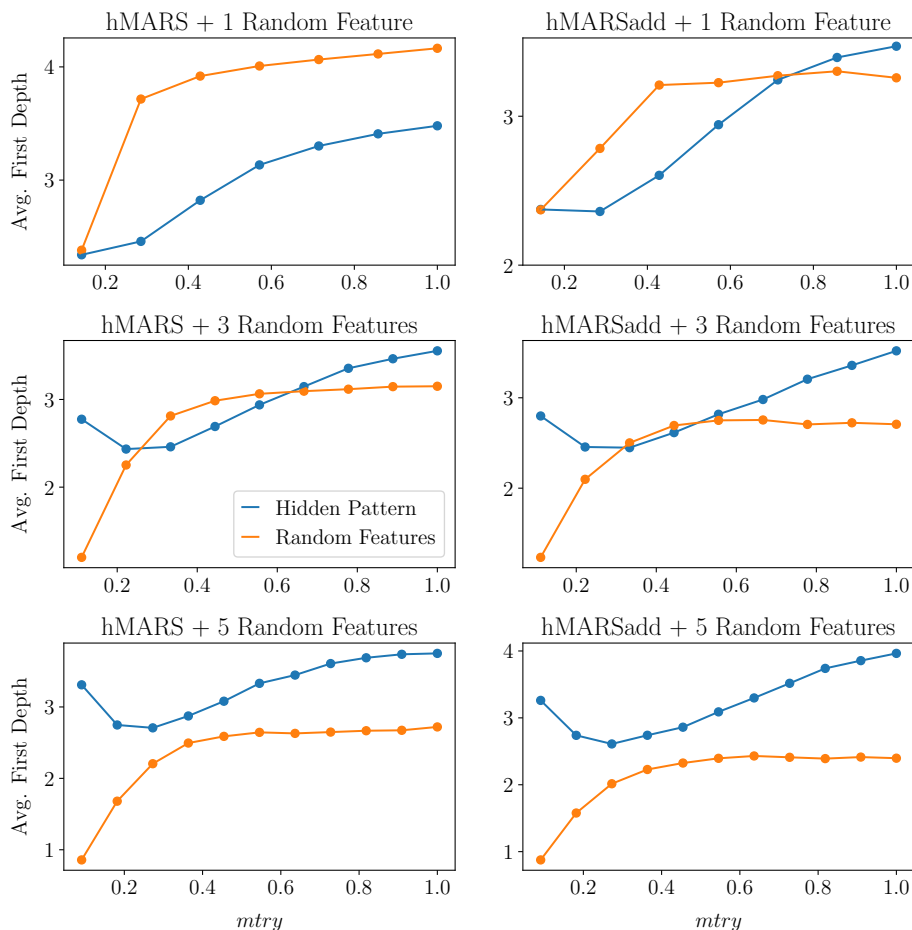 hMARS + 1 Random Feature
hMARSadd + 1 Random Feature
Avg. First Depth
4
3
0.2 0.4 0.6 0.8 1.0
3
2
0.2 0.4 0.6 0.8 1.0
hMARS + 3 Random Features
hMARSadd + 3 Random Features
Avg. First Depth
3
2
Hidden Pattern
Random Features
0.2 0.4 0.6 0.8 1.0
3
2
0.2 0.4 0.6 0.8 1.0
hMARS + 5 Random Features
hMARSadd + 5 Random Features
Avg. First Depth
3
2
1
0.2 0.4 0.6 0.8 1.0
mtry
4
3
2
1
0.2 0.4 0.6 0.8 1.0
mtry